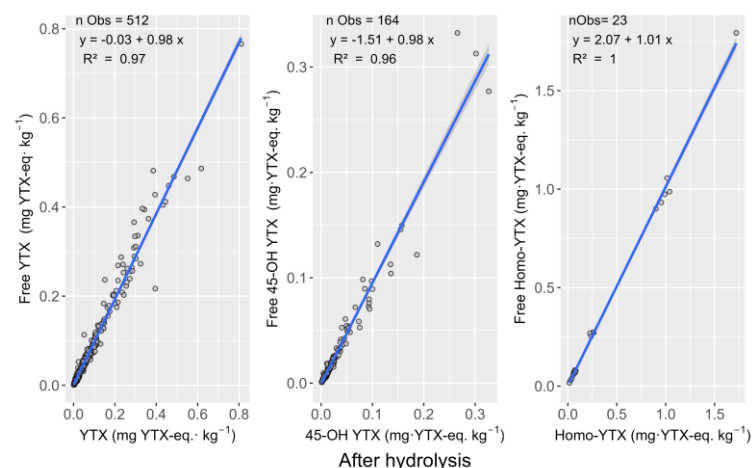 n Obs = 512
y = -0.03 + 0.98 x
R² = 0.97
0.8
0.6
0.4
0.2
0.0
Free YTX (mg YTX-eq· kg⁻¹)
0.0 0.2 0.4 0.6 0.8
YTX (mg YTX-eq.· kg⁻¹)
n Obs = 164
y = -1.51 + 0.98 x
R² = 0.96
0.3
0.2
0.1
0.0
Free 45-OH YTX (mg·YTX-eq. kg⁻¹)
0.0 0.1 0.2 0.3
45-OH YTX (mg·YTX-eq. kg⁻¹)
nObs= 23
y = 2.07 + 1.01 x
R² = 1
1.5
1.0
0.5
0.0
Free Homo-YTX (mg·YTX-eq. kg⁻¹)
0.0 0.5 1.0 1.5
Homo-YTX (mg·YTX-eq. kg⁻¹)
After hydrolysis